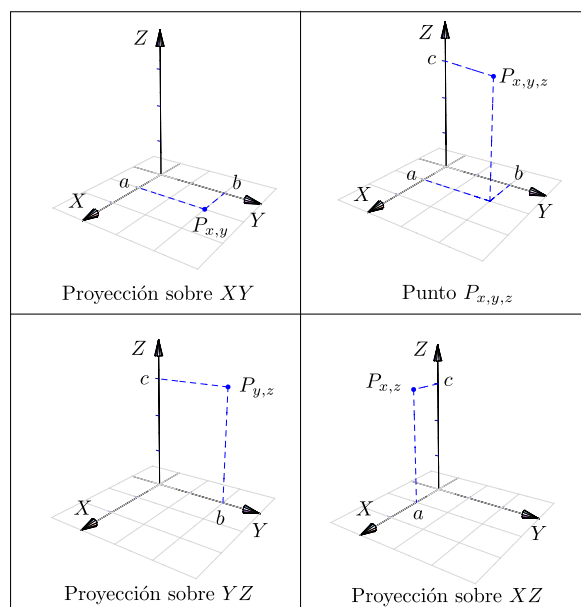 Z
X
a
b
Y
P_{x,y}
Proyección sobre XY
Z
c
P_{x,y,z}
X
a
b
Y
Punto P_{x,y,z}
Z
c
P_{y,z}
X
b
Y
Proyección sobre YZ
Z
P_{x,z}
c
X
a
Y
Proyección sobre XZ